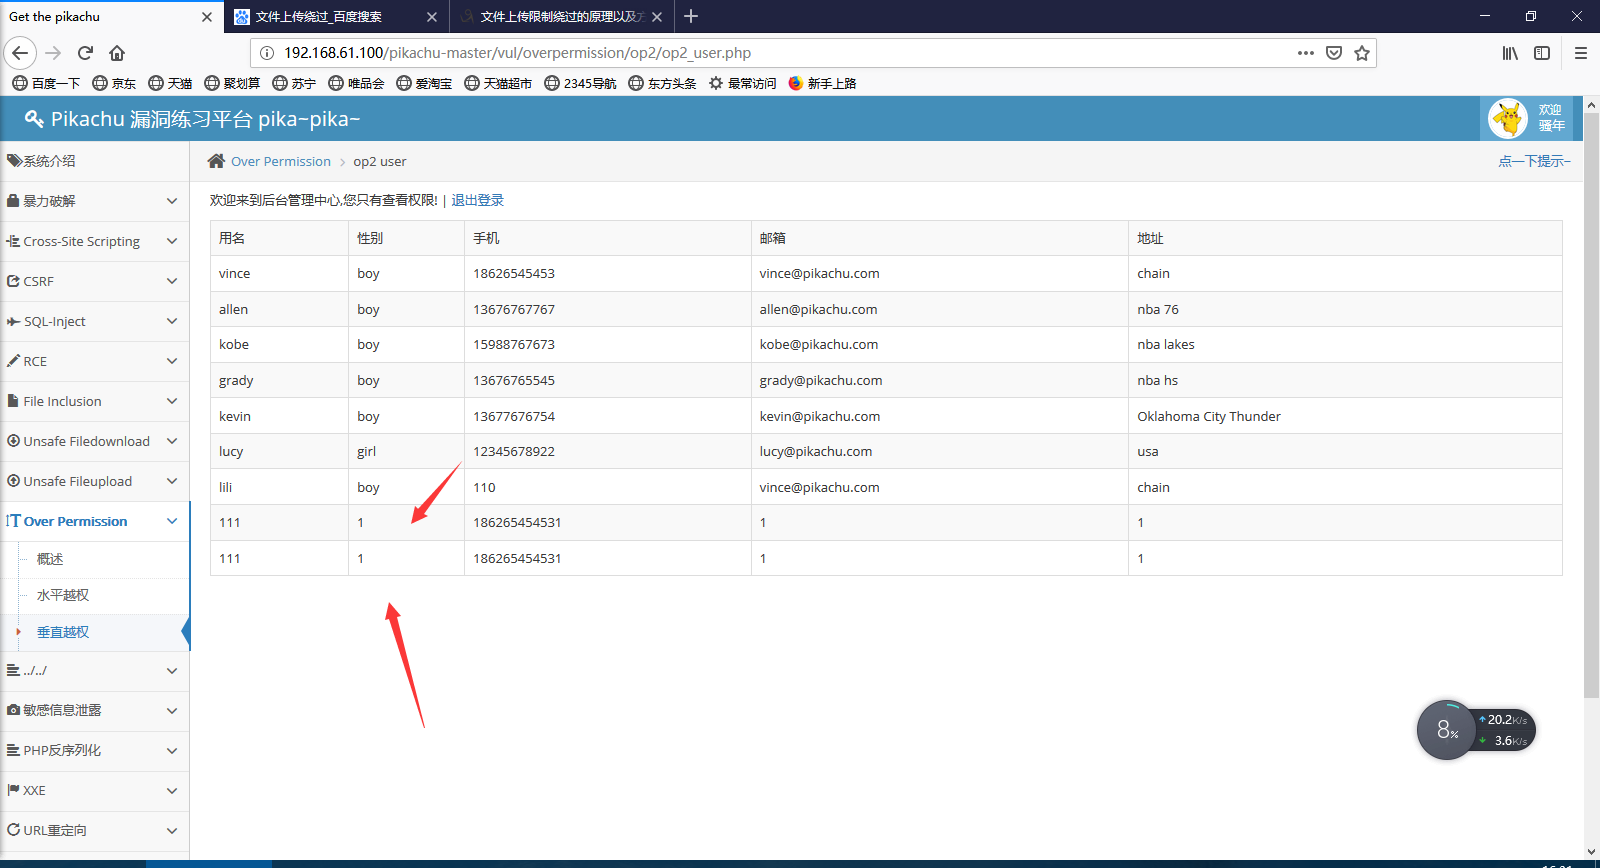 Get the pikachu
文件上传绕过_百度搜索
文件上传限制绕过的原理以及方
192.168.61.100/pikachu-master/vul/overpermission/op2/op2_user.php
百度一下 京东 天猫 聚划算 苏宁 唯品会 爱淘宝 天猫超市 2345导航 东方头条 最常访问 新手上路
Pikachu 漏洞练习平台 pika~pika~
欢迎
骚年
系统介绍
暴力破解
Cross-Site Scripting
CSRF
SQL-Inject
RCE
File Inclusion
Unsafe Filedownload
Unsafe Fileupload
Over Permission
概述
水平越权
垂直越权
../../
敏感信息泄露
PHP反序列化
XXE
URL重定向
Over Permission > op2 user
点一下提示~
欢迎来到后台管理中心,您只有查看权限! | 退出登录
用名 性别 手机 邮箱 地址
vince boy 18626545453 vince@pikachu.com chain
allen boy 13676767767 allen@pikachu.com nba 76
kobe boy 15988767673 kobe@pikachu.com nba lakes
grady boy 13676765545 grady@pikachu.com nba hs
kevin boy 13677676754 kevin@pikachu.com Oklahoma City Thunder
lucy girl 12345678922 lucy@pikachu.com usa
lili boy 110 vince@pikachu.com chain
111 1 186265454531 1 1
111 1 186265454531 1 1
8%
20.2K/s
3.6K/s